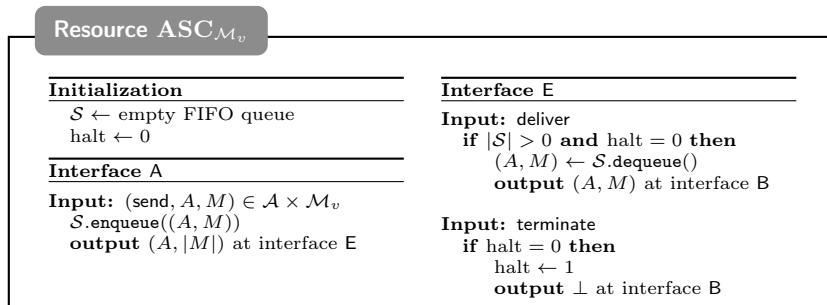 Resource ASC_{ℳ_v}
Initialization
𝒮 ← empty FIFO queue
halt ← 0
Interface A
Input: (send, A, M) ∈ 𝒜 × ℳ_v
𝒮.enqueue((A, M))
output (A, |M|) at interface E
Interface E
Input: deliver
if |𝒮| > 0 and halt = 0 then
(A, M) ← 𝒮.dequeue()
output (A, M) at interface B
Input: terminate
if halt = 0 then
halt ← 1
output ⊥ at interface B